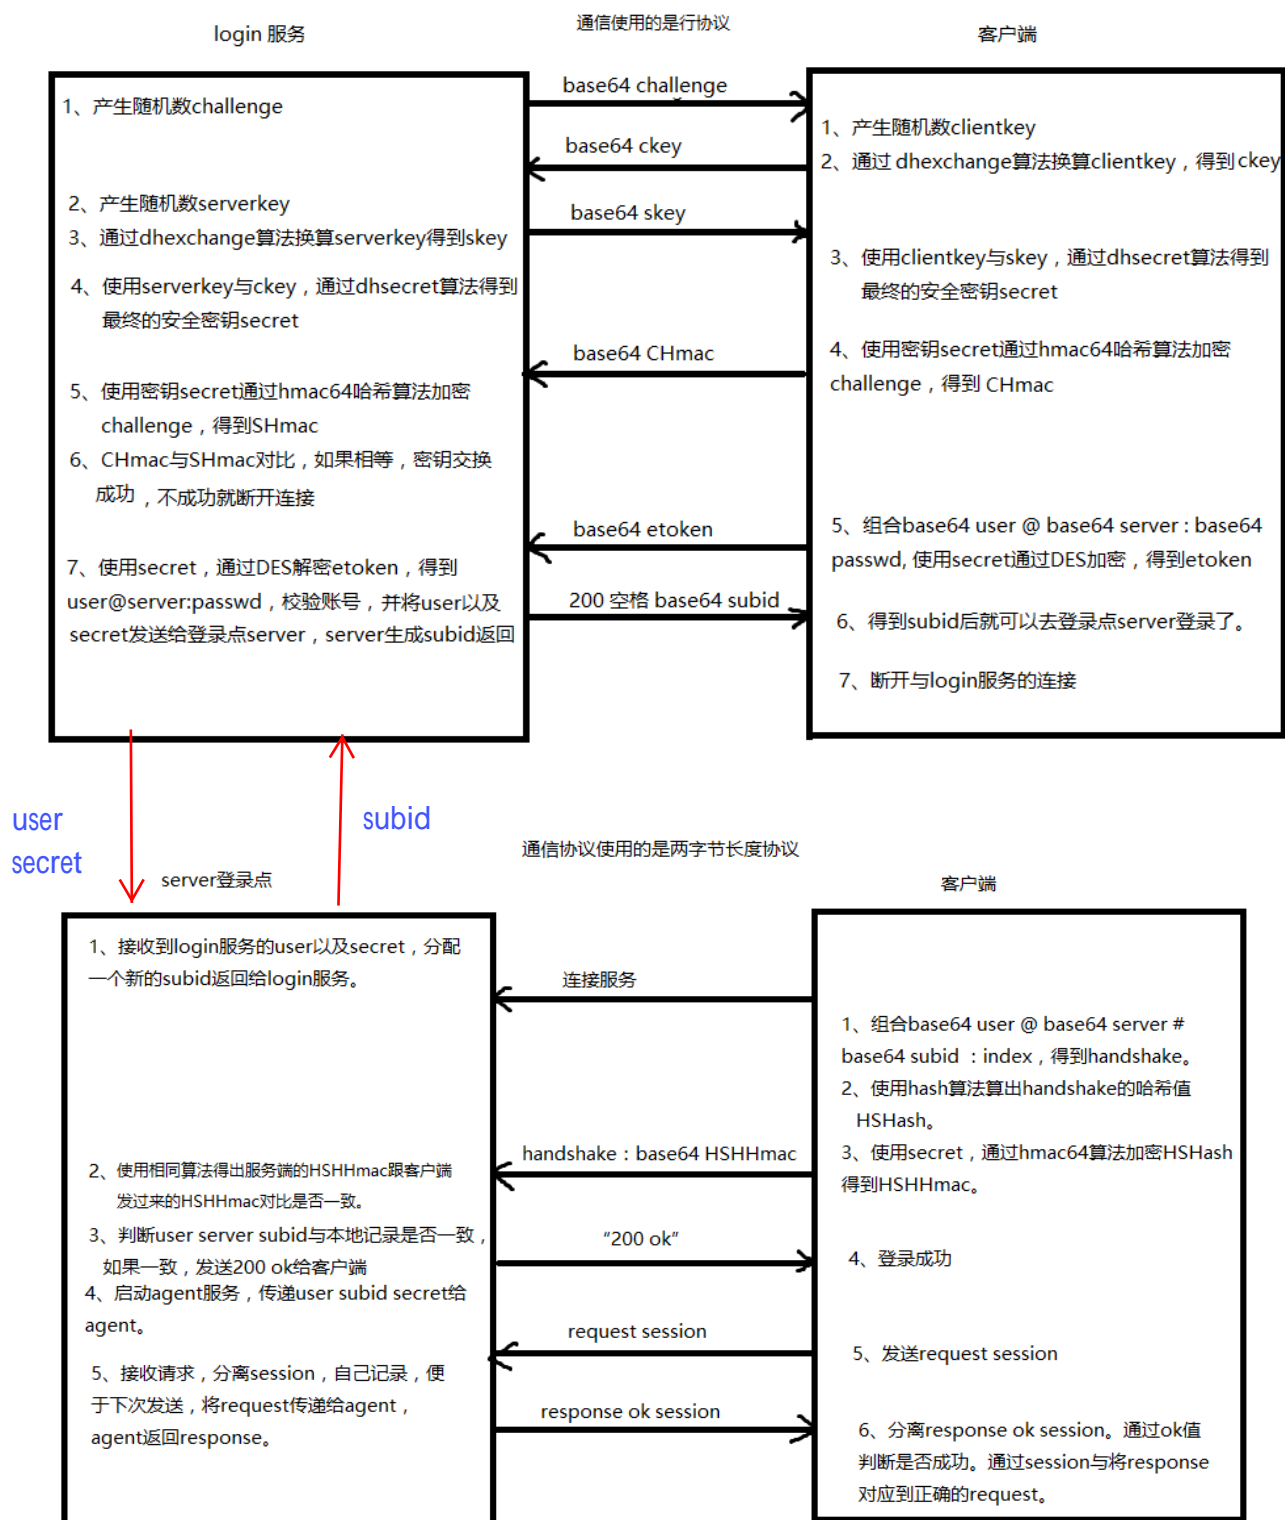 通信使用的是行协议
login 服务
客户端
1、产生随机数challenge
2、产生随机数serverkey
3、通过dhexchange算法换算serverkey得到skey
4、使用serverkey与ckey，通过dhsecret算法得到
最终的安全密钥secret
5、使用密钥secret通过hmac64哈希算法加密
challenge，得到SHmac
6、CHmac与SHmac对比，如果相等，密钥交换
成功，不成功就断开连接
7、使用secret，通过DES解密etoken，得到
user@server:passwd，校验账号，并将user以及
secret发送给登录点server，server生成subid返回
base64 challenge
base64 ckey
base64 skey
base64 CHmac
base64 etoken
200 空格 base64 subid
1、产生随机数clientkey
2、通过 dhexchange算法换算clientkey，得到 ckey
3、使用clientkey与skey，通过dhsecret算法得到
最终的安全密钥secret
4、使用密钥secret通过hmac64哈希算法加密
challenge，得到 CHmac
5、组合base64 user @ base64 server : base64
passwd, 使用secret通过DES加密，得到etoken
6、得到subid后就可以去登录点server登录了。
7、断开与login服务的连接
user
secret
subid
通信协议使用的是两字节长度协议
server登录点
客户端
1、接收到login服务的user以及secret，分配
一个新的subid返回给login服务。
2、使用相同算法得出服务端的HSHHmac跟客户端
发过来的HSHHmac对比是否一致。
3、判断user server subid与本地记录是否一致，
如果一致，发送200 ok给客户端
4、启动agent服务，传递user subid secret给
agent。
5、接收请求，分离session，自己记录，便
于下次发送，将request传递给agent，
agent返回response。
连接服务
handshake：base64 HSHHmac
“200 ok”
request session
response ok session
1、组合base64 user @ base64 server #
base64 subid ：index，得到handshake。
2、使用hash算法算出handshake的哈希值
HSHash。
3、使用secret，通过hmac64算法加密HSHash
得到HSHHmac。
4、登录成功
5、发送request session
6、分离response ok session。通过ok值
判断是否成功。通过session与将response
对应到正确的request。